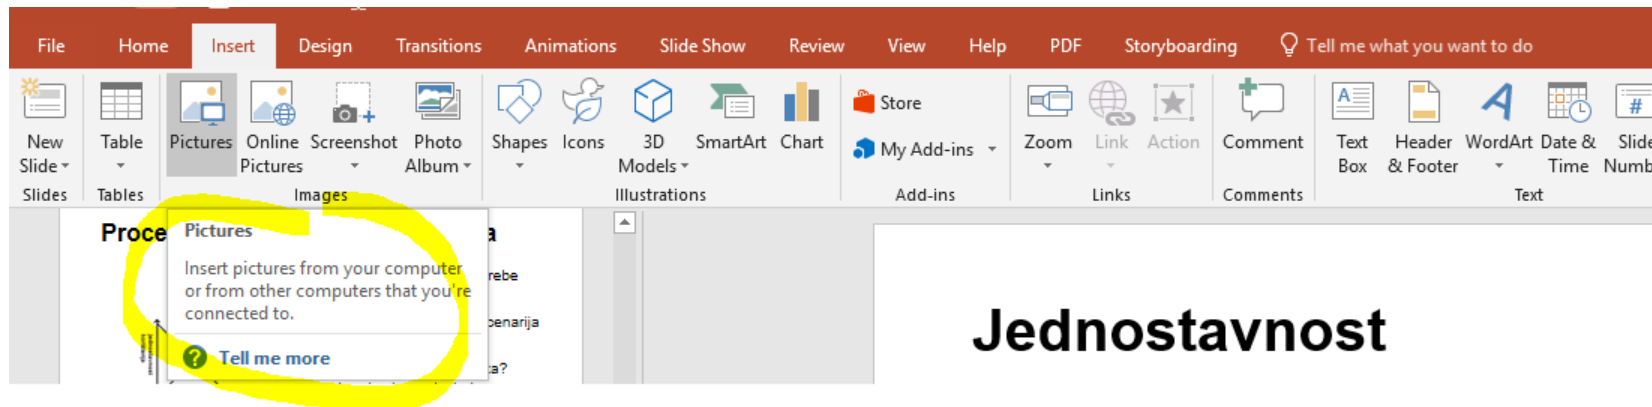 File Home Insert Design Transitions Animations Slide Show Review View Help PDF Storyboarding Tell me what you want to do
New Slide
Table
Pictures
Online Pictures
Screenshot
Photo Album
Shapes
Icons
3D Models
SmartArt
Chart
Store
My Add-ins
Zoom
Link
Action
Comment
Text Box
Header & Footer
WordArt
Date & Time
Slide
Slides Tables Images Illustrations Add-ins Links Comments Text
Proce
Pictures
Insert pictures from your computer
or from other computers that you're
connected to.
Tell me more
a
rebe
penarija
ka?
Jednostavnost